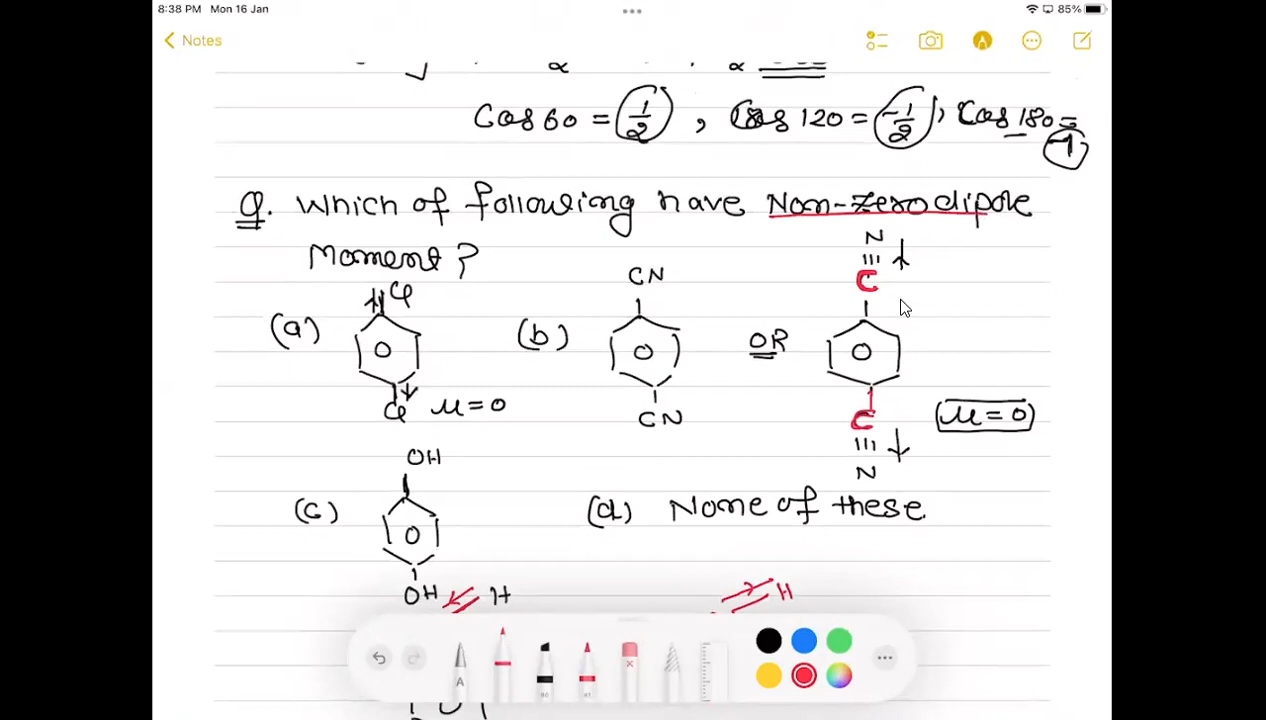 8:38 PM Mon 16 Jan
85%
Notes
Cos 60 = 1/2 , Cos 120 = -1/2 , Cos 180 = -1
Q. Which of following have Non-zero dipole
Moment ?
(a) Cl Cl μ = 0
(b) CN CN
OR
N
C
C
N
μ = 0
(c) OH OH
(d) None of these
H
H